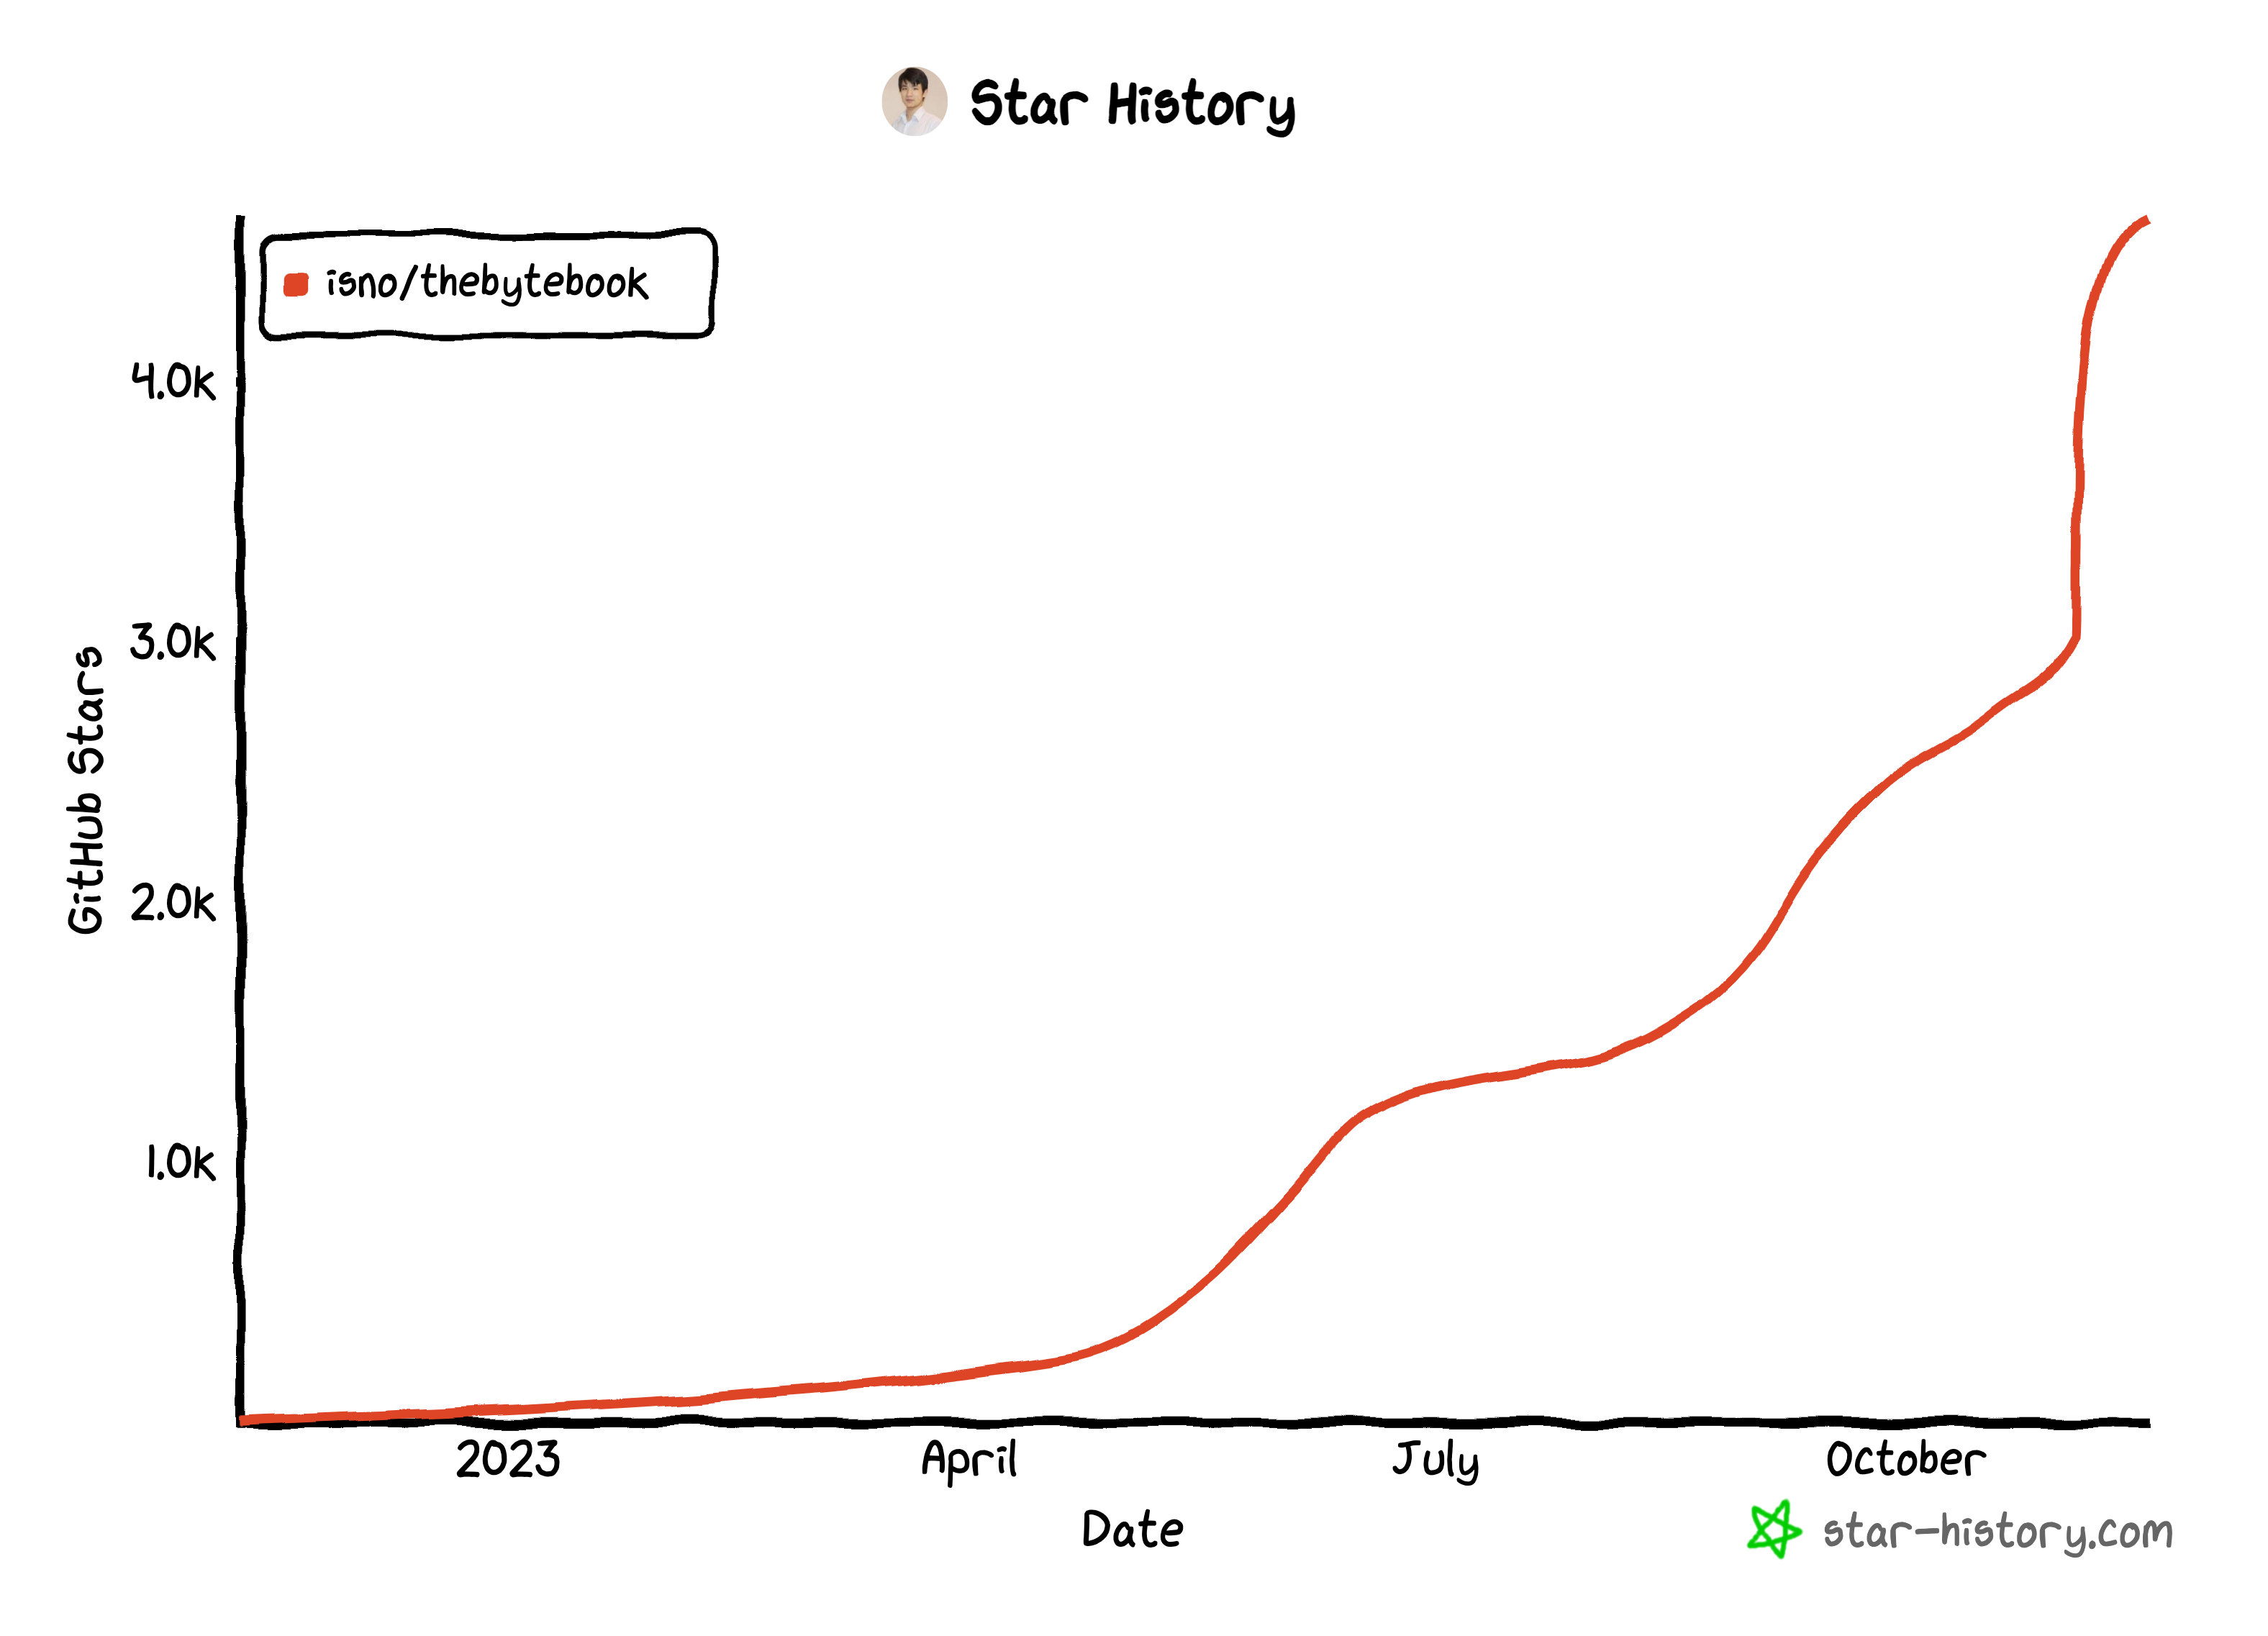 Star History
isno/thebytebook
4.0k
3.0k
2.0k
1.0k
GitHub Stars
2023
April
July
October
Date
star-history.com